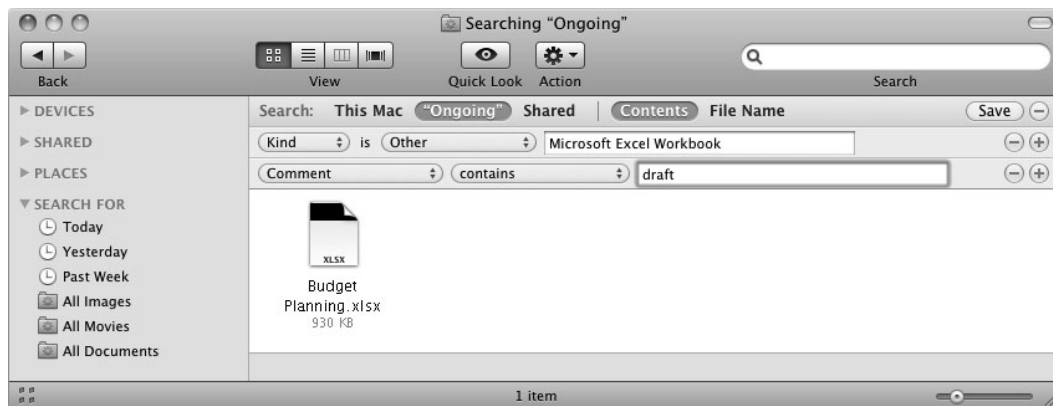 Searching “Ongoing”
Back View Quick Look Action Search
DEVICES
SHARED
PLACES
SEARCH FOR
Today
Yesterday
Past Week
All Images
All Movies
All Documents
Search: This Mac “Ongoing” Shared Contents File Name Save
Kind is Other Microsoft Excel Workbook
Comment contains draft
XLSX
Budget
Planning.xlsx
930 KB
1 item